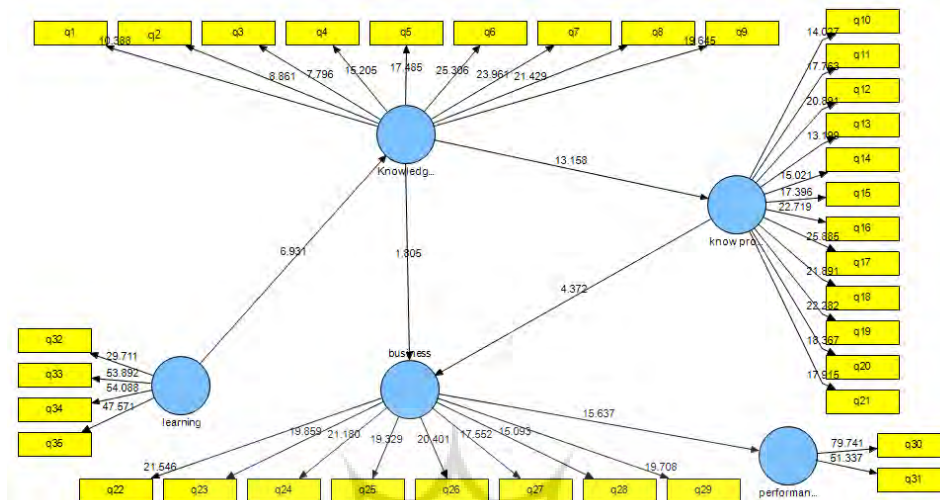 q1 q2 q3 q4 q5 q6 q7 q8 q9
10.388 8.861 7.796 15.205 17.485 25.306 23.961 21.429 19.645
Knowledg...
q10
14.027
q11
17.753
q12
20.891
q13
13.199
q14
15.021
q15
17.396
q16
22.719
q17
25.885
q18
21.891
q19
22.282
q20
18.367
q21
17.915
know pro...
13.158
6.931
1.805
4.372
q32
29.711
q33
53.892
q34
54.088
q35
47.571
learning
business
15.637
21.546 19.859 21.180 19.329 20.401 17.552 15.093 19.708
q22 q23 q24 q25 q26 q27 q28 q29
79.741
q30
51.337
q31
performan...